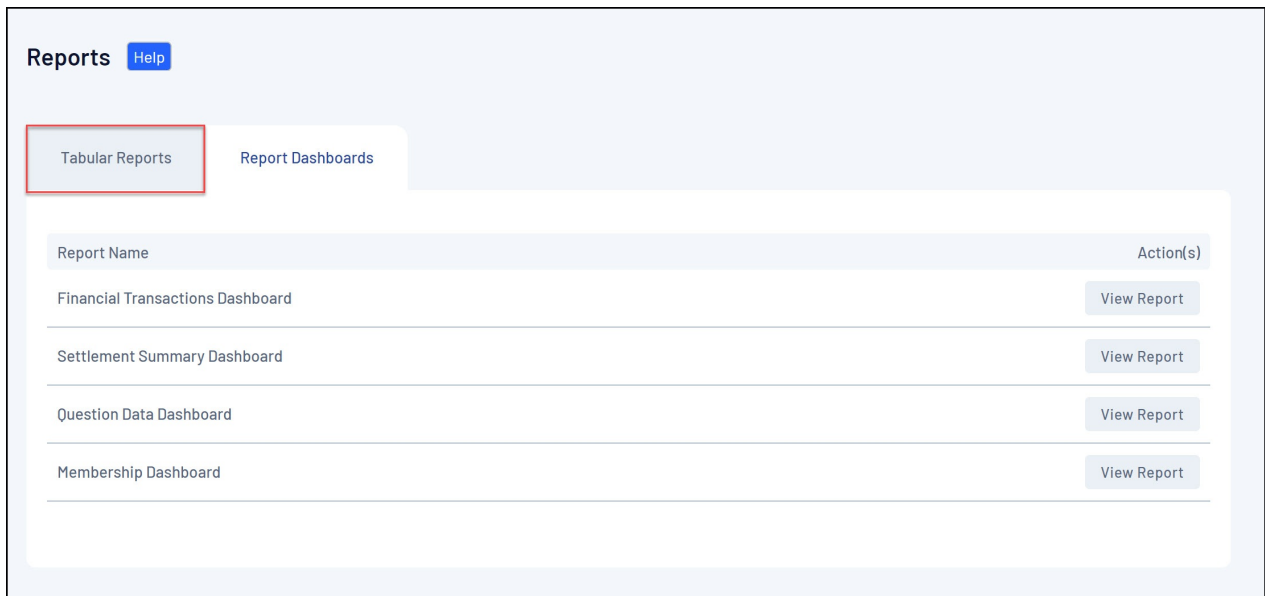 Reports Help
Tabular Reports Report Dashboards
Report Name Action(s)
Financial Transactions Dashboard View Report
Settlement Summary Dashboard View Report
Question Data Dashboard View Report
Membership Dashboard View Report